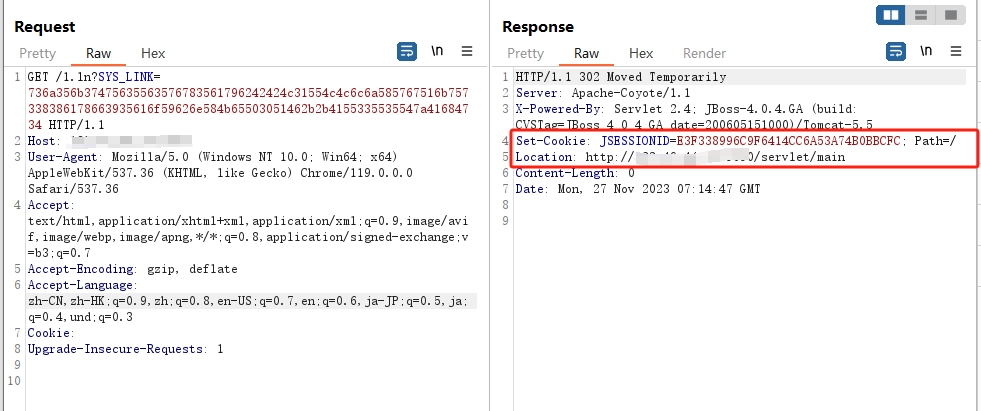 Request
Pretty
Raw
Hex
\n
1 GET /1.ln?SYS_LINK=
736a356b37475635563576783561796242424c31554c4c6c6a585767516b757
338386178663935616f59626e584b65503051462b2b4155335535547a416847
34 HTTP/1.1
2 Host:
3 User-Agent: Mozilla/5.0 (Windows NT 10.0; Win64; x64)
AppleWebKit/537.36 (KHTML, like Gecko) Chrome/119.0.0.0
Safari/537.36
4 Accept:
text/html,application/xhtml+xml,application/xml;q=0.9,image/avi
f,image/webp,image/apng,*/*;q=0.8,application/signed-exchange;v
=b3;q=0.7
5 Accept-Encoding: gzip, deflate
6 Accept-Language:
zh-CN,zh-HK;q=0.9,zh;q=0.8,en-US;q=0.7,en;q=0.6,ja-JP;q=0.5,ja;
q=0.4,und;q=0.3
7 Cookie:
8 Upgrade-Insecure-Requests: 1
9
10
Response
Pretty
Raw
Hex
Render
\n
1 HTTP/1.1 302 Moved Temporarily
2 Server: Apache-Coyote/1.1
3 X-Powered-By: Servlet 2.4; JBoss-4.0.4.GA (build:
CVSTag=JBoss_4_0_4_GA date=200605151000)/Tomcat-5.5
4 Set-Cookie: JSESSIONID=E3F338996C9F6414CC6A53A74B0BBCFC; Path=/
5 Location: http:///servlet/main
6 Content-Length: 0
7 Date: Mon, 27 Nov 2023 07:14:47 GMT
8
9